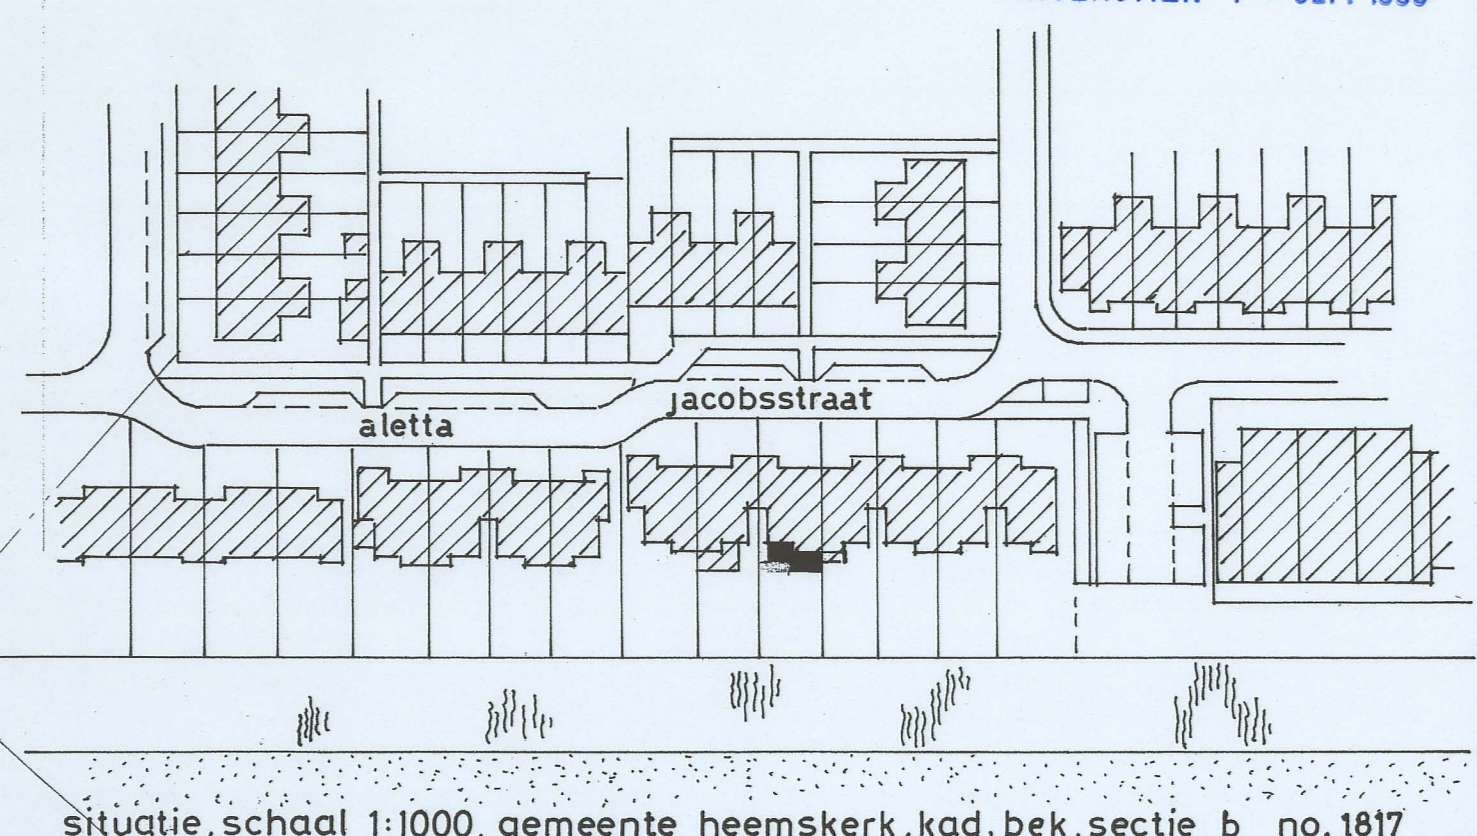 jacobsstraat
aletta
situatie, schaal 1:1000, gemeente heemskerk, kad. bek. sectie b no. 1817